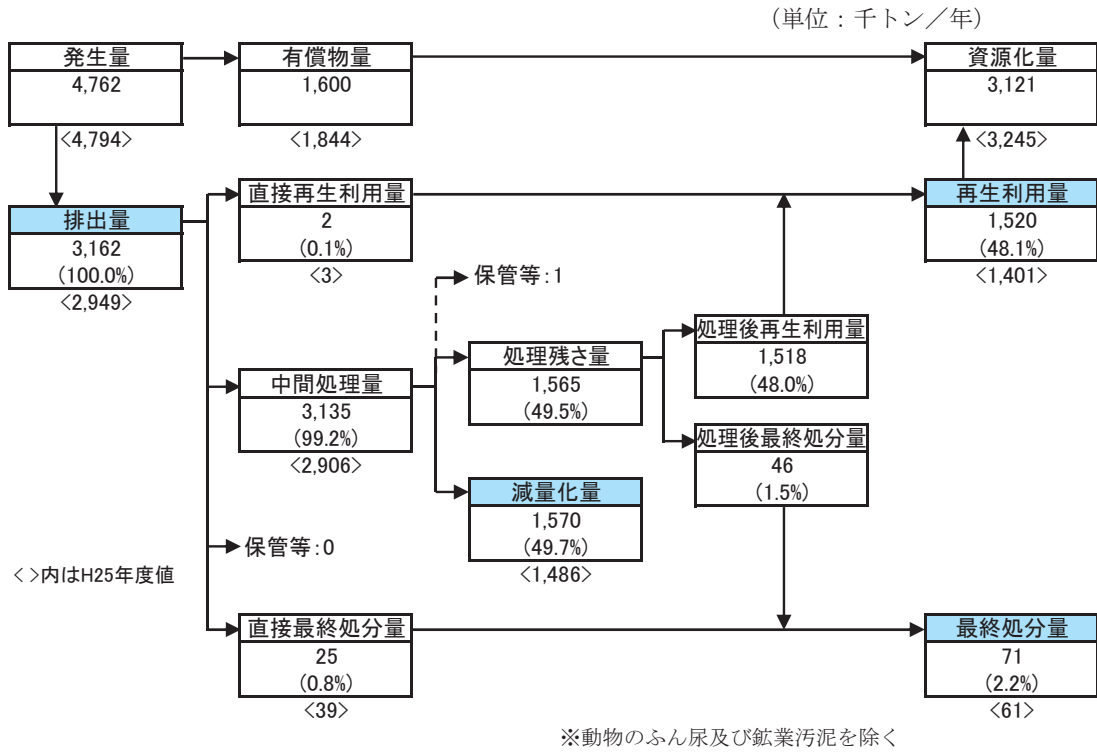 (単位：千トン／年)
発生量
4,762
<4,794>
有償物量
1,600
<1,844>
資源化量
3,121
<3,245>
排出量
3,162
(100.0%)
<2,949>
直接再生利用量
2
(0.1%)
<3>
再生利用量
1,520
(48.1%)
<1,401>
保管等:1
中間処理量
3,135
(99.2%)
<2,906>
処理残さ量
1,565
(49.5%)
処理後再生利用量
1,518
(48.0%)
処理後最終処分量
46
(1.5%)
減量化量
1,570
(49.7%)
<1,486>
保管等:0
< >内はH25年度値
直接最終処分量
25
(0.8%)
<39>
最終処分量
71
(2.2%)
<61>
※動物のふん尿及び鉱業汚泥を除く